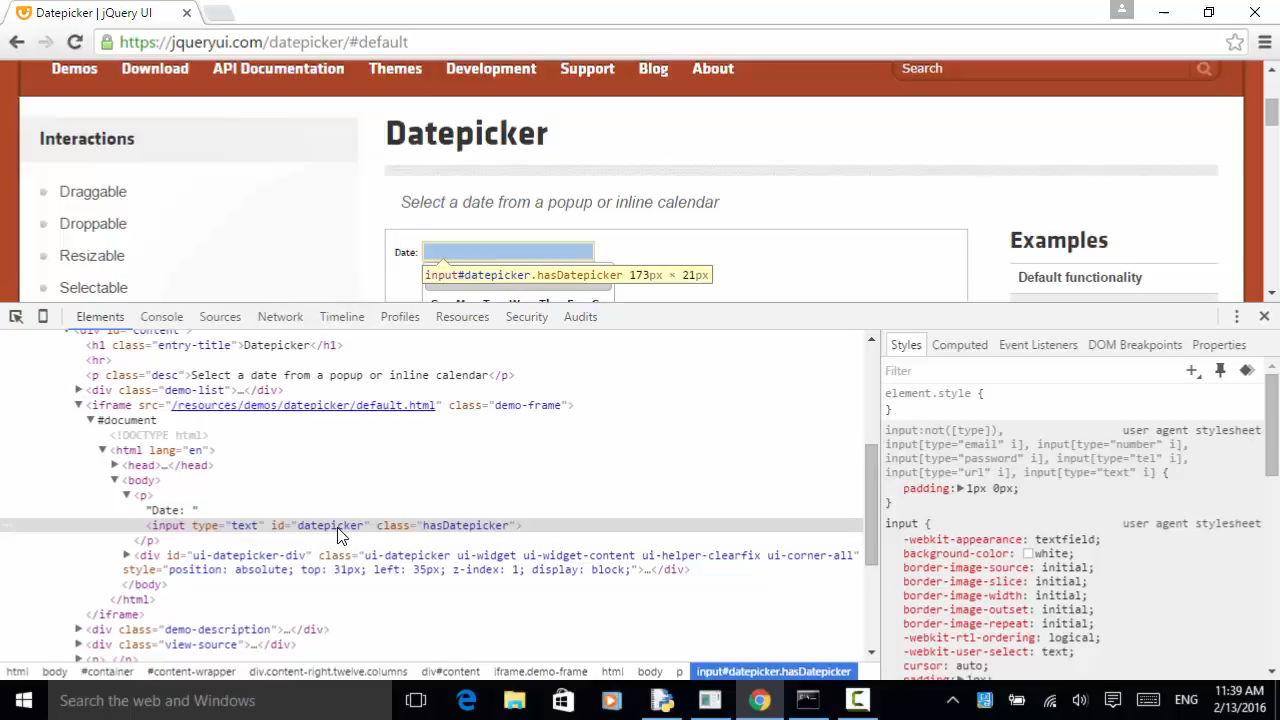 Datepicker | jQuery UI
https://jqueryui.com/datepicker/#default
Demos Download API Documentation Themes Development Support Blog About Search
Interactions
Draggable
Droppable
Resizable
Selectable
Datepicker
Select a date from a popup or inline calendar
Date:
input#datepicker.hasDatepicker 173px × 21px
Examples
Default functionality
Elements Console Sources Network Timeline Profiles Resources Security Audits
<div id="content">
<h1 class="entry-title">Datepicker</h1>
<hr>
<p class="desc">Select a date from a popup or inline calendar</p>
<div class="demo-list">…</div>
<iframe src="/resources/demos/datepicker/default.html" class="demo-frame">
#document
<!DOCTYPE html>
<html lang="en">
<head>…</head>
<body>
<p>
"Date: "
<input type="text" id="datepicker" class="hasDatepicker">
</p>
<div id="ui-datepicker-div" class="ui-datepicker ui-widget ui-widget-content ui-helper-clearfix ui-corner-all"
style="position: absolute; top: 31px; left: 35px; z-index: 1; display: block;">…</div>
</body>
</html>
</iframe>
<div class="demo-description">…</div>
<div class="view-source">…</div>
html body #container #content-wrapper div.content-right.twelve.columns div#content iframe.demo-frame html body p input#datepicker.hasDatepicker
Styles Computed Event Listeners DOM Breakpoints Properties
Filter
element.style {
}
input:not([type]), user agent stylesheet
input[type="email" i], input[type="number" i],
input[type="password" i], input[type="tel" i],
input[type="url" i], input[type="text" i] {
padding: 1px 0px;
}
input { user agent stylesheet
-webkit-appearance: textfield;
background-color: white;
border-image-source: initial;
border-image-slice: initial;
border-image-width: initial;
border-image-outset: initial;
border-image-repeat: initial;
-webkit-rtl-ordering: logical;
-webkit-user-select: text;
cursor: auto;
padding: 1px;
Search the web and Windows
ENG
11:39 AM
2/13/2016